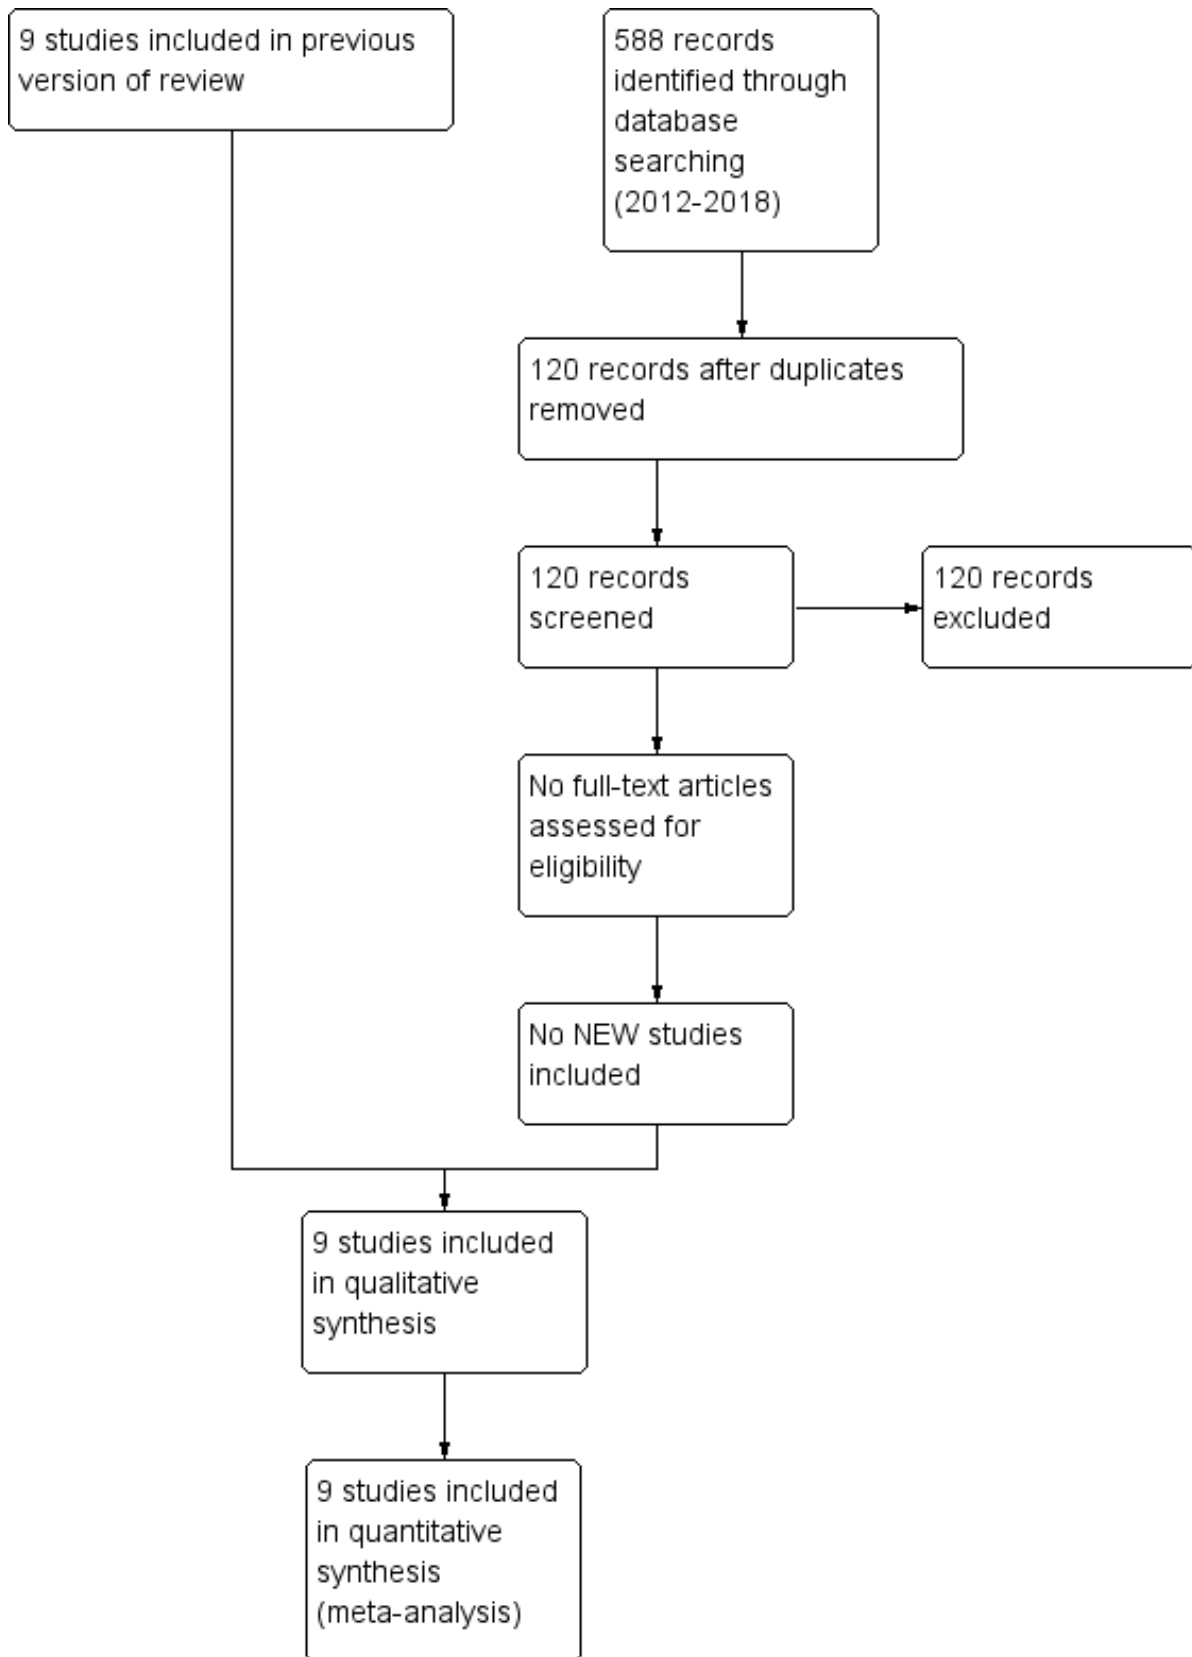 9 studies included in previous
version of review
588 records
identified through
database
searching
(2012-2018)
120 records after duplicates
removed
120 records
screened
120 records
excluded
No full-text articles
assessed for
eligibility
No NEW studies
included
9 studies included
in qualitative
synthesis
9 studies included
in quantitative
synthesis
(meta-analysis)